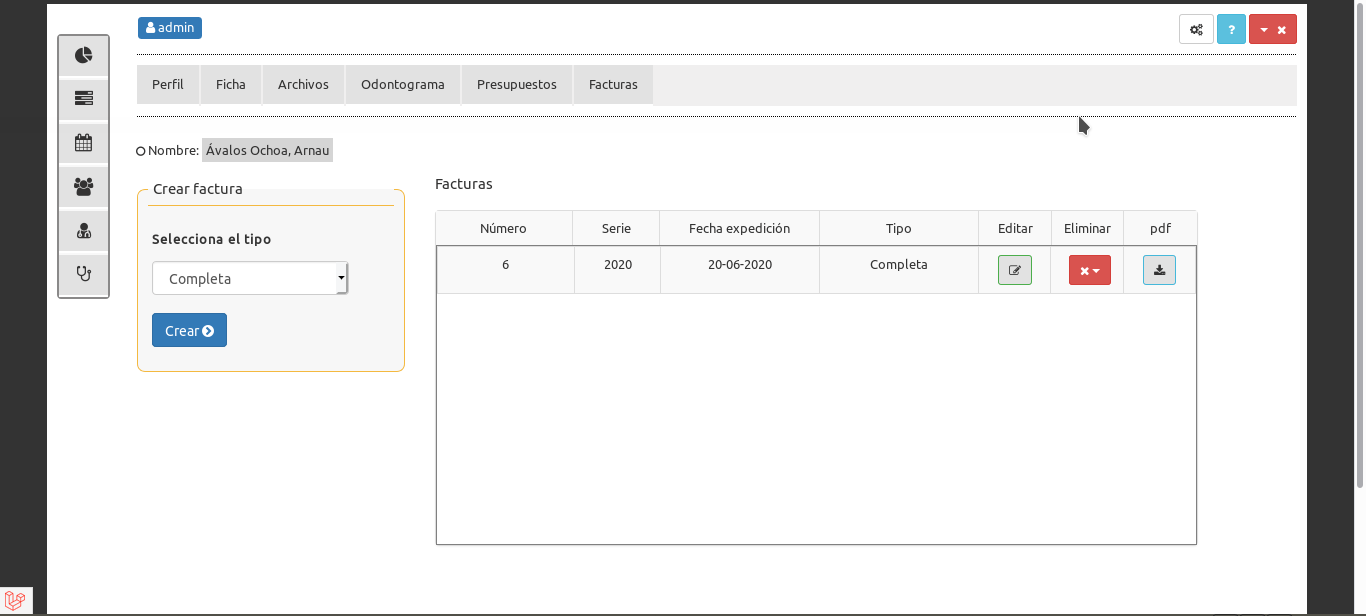 admin
?
Perfil Ficha Archivos Odontograma Presupuestos Facturas
Nombre: Ávalos Ochoa, Arnau
Crear factura
Selecciona el tipo
Completa
Crear
Facturas
Número Serie Fecha expedición Tipo Editar Eliminar pdf
6 2020 20-06-2020 Completa